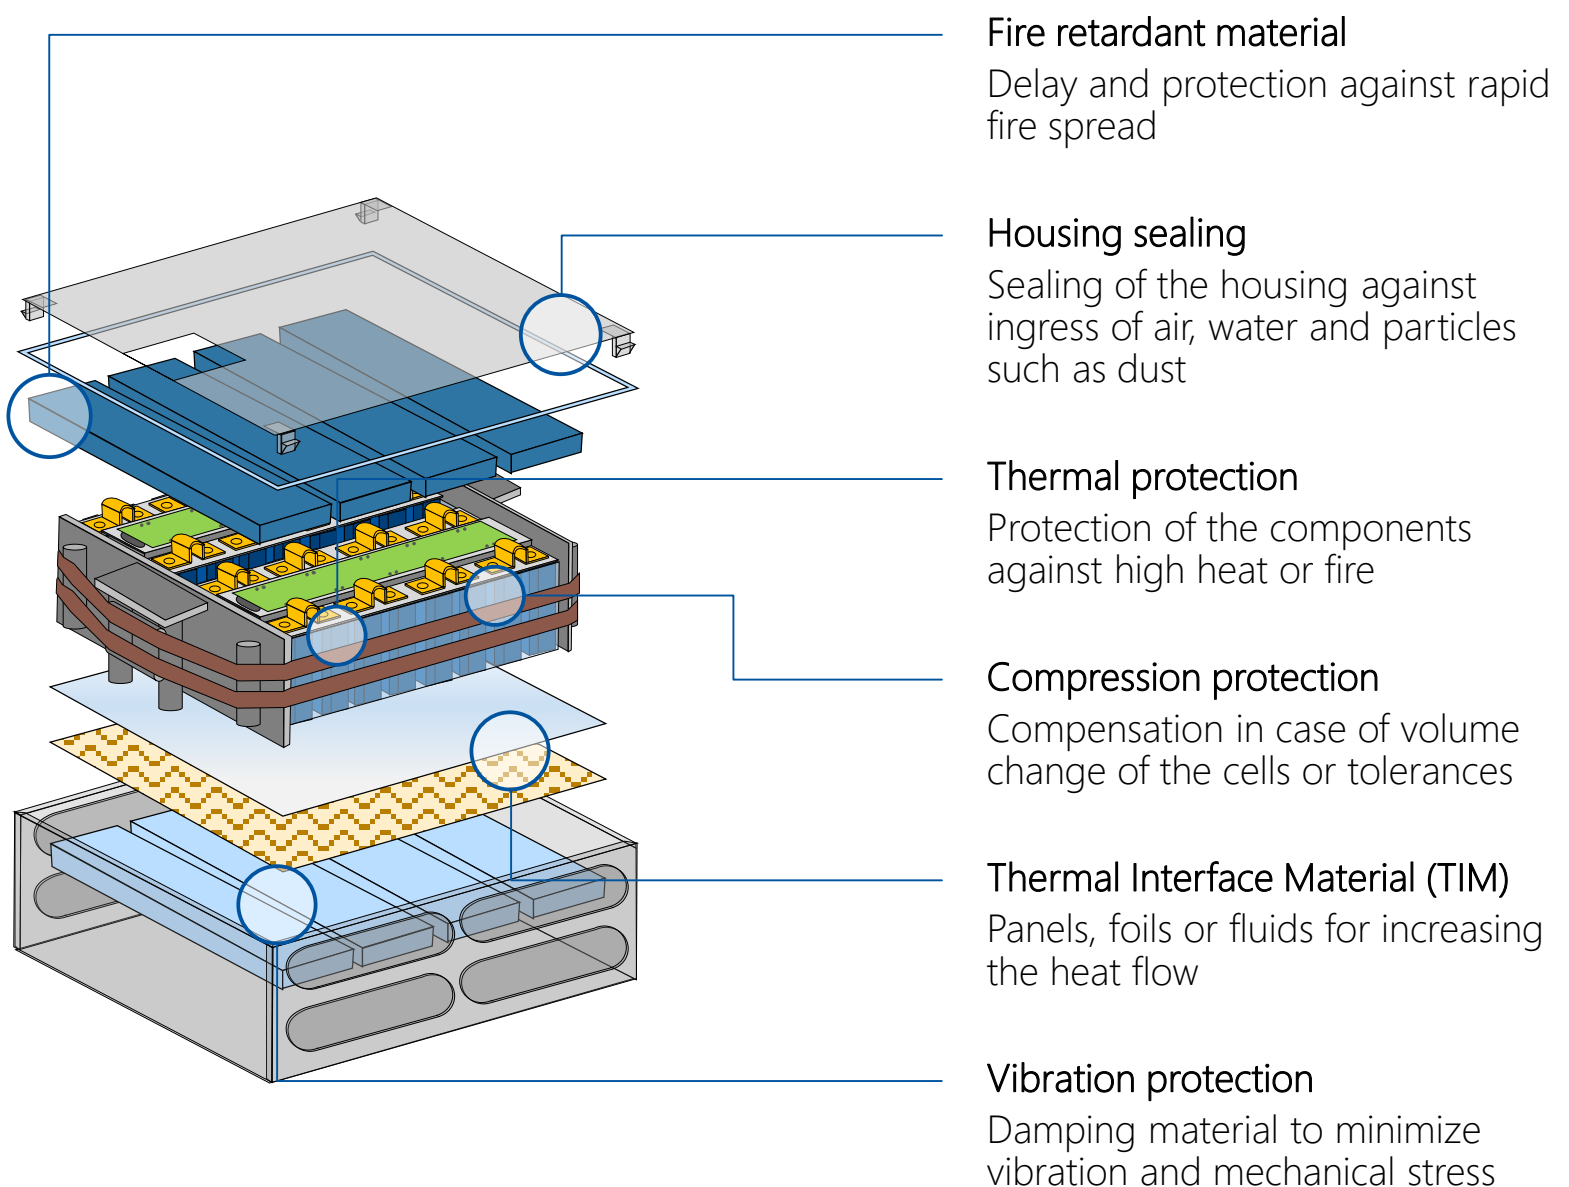 Fire retardant material
Delay and protection against rapid
fire spread
Housing sealing
Sealing of the housing against
ingress of air, water and particles
such as dust
Thermal protection
Protection of the components
against high heat or fire
Compression protection
Compensation in case of volume
change of the cells or tolerances
Thermal Interface Material (TIM)
Panels, foils or fluids for increasing
the heat flow
Vibration protection
Damping material to minimize
vibration and mechanical stress